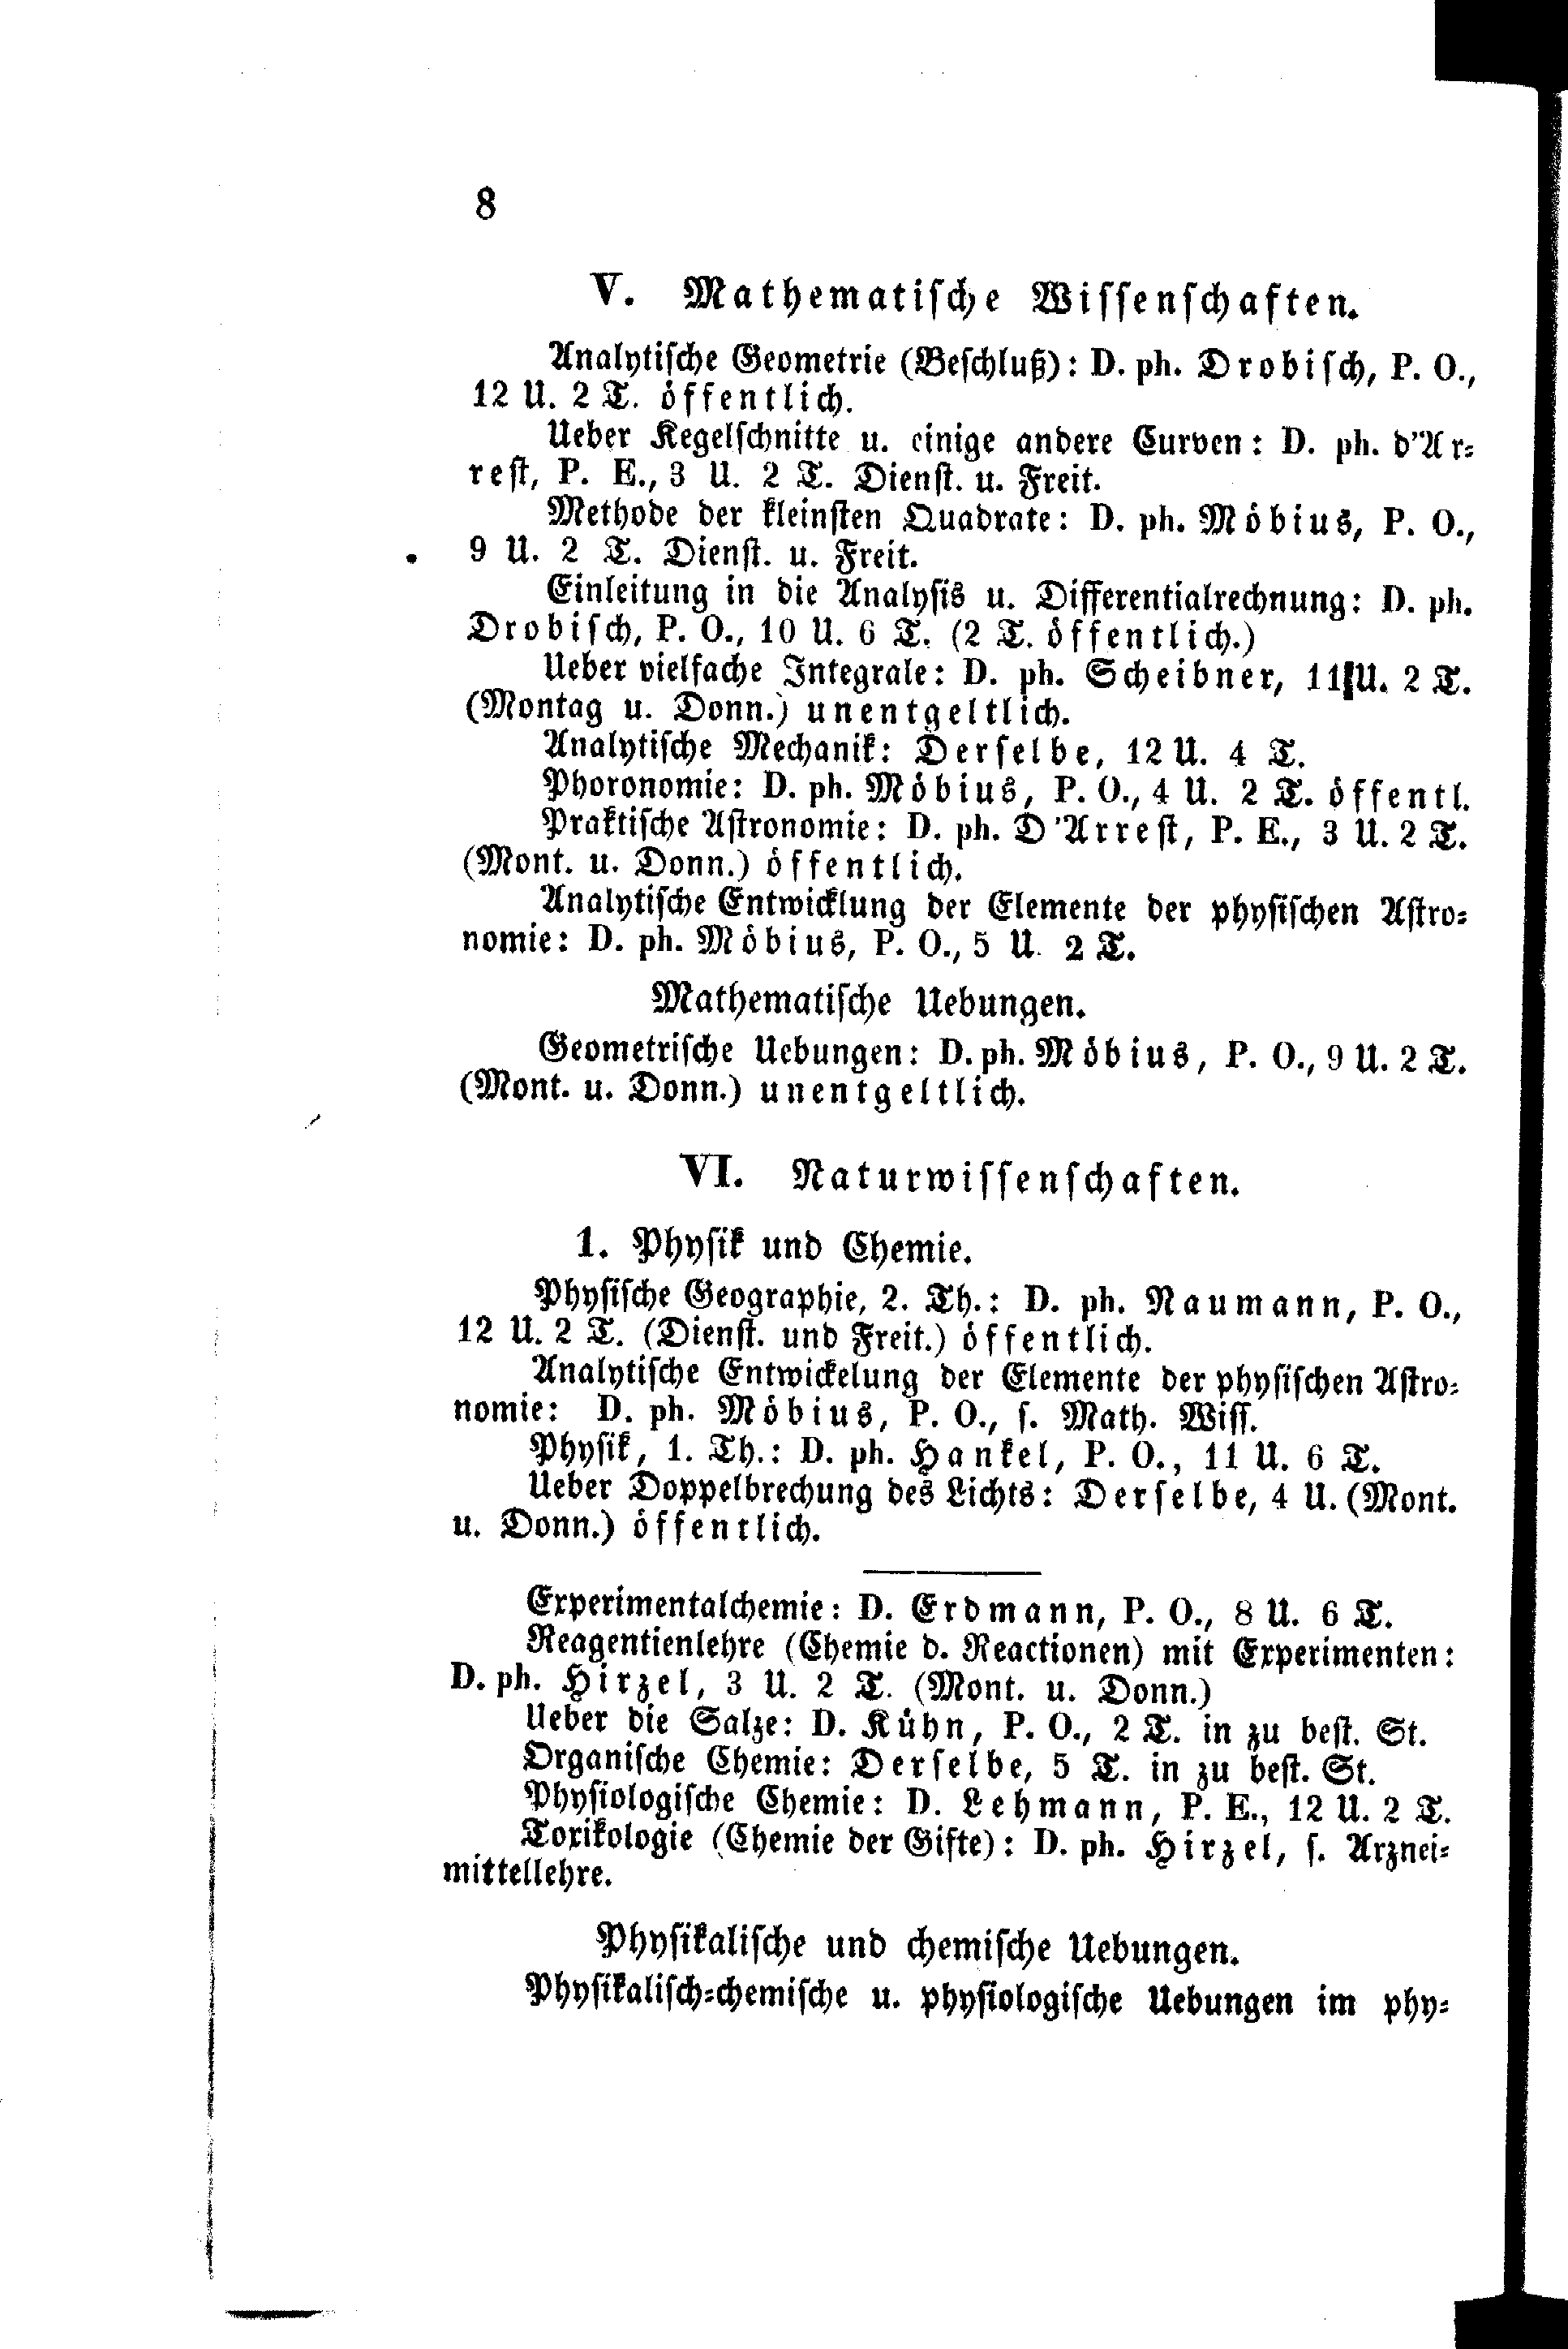 8
V. Mathematische Wissenschaften.
Analytische Geometrie (Beschluß): D. ph. Drobisch, P. O.,
12 U. 2 T. öffentlich.
Ueber Kegelschnitte u. einige andere Curven: D. ph. d'Ar-
rest, P. E., 3 U. 2 T. Dienst. u. Freit.
Methode der kleinsten Quadrate: D. ph. Möbius, P. O.,
9 U. 2 T. Dienst. u. Freit.
Einleitung in die Analysis u. Differentialrechnung: D. ph.
Drobisch, P. O., 10 U. 6 T. (2 T. öffentlich.)
Ueber vielfache Integrale: D. ph. Scheibner, 11 U. 2 T.
(Montag u. Donn.) unentgeltlich.
Analytische Mechanik: Derselbe, 12 U. 4 T.
Phoronomie: D. ph. Möbius, P. O., 4 U. 2 T. öffentl.
Praktische Astronomie: D. ph. D'Arrest, P. E., 3 U. 2 T.
(Mont. u. Donn.) öffentlich.
Analytische Entwicklung der Elemente der physischen Astro-
nomie: D. ph. Möbius, P. O., 5 U. 2 T.
Mathematische Uebungen.
Geometrische Uebungen: D. ph. Möbius, P. O., 9 U. 2 T.
(Mont. u. Donn.) unentgeltlich.
VI. Naturwissenschaften.
1. Physik und Chemie.
Physische Geographie, 2. Th.: D. ph. Naumann, P. O.,
12 U. 2 T. (Dienst. und Freit.) öffentlich.
Analytische Entwickelung der Elemente der physischen Astro-
nomie: D. ph. Möbius, P. O., s. Math. Wiss.
Physik, 1. Th.: D. ph. Hankel, P. O., 11 U. 6 T.
Ueber Doppelbrechung des Lichts: Derselbe, 4 U. (Mont.
u. Donn.) öffentlich.
Experimentalchemie: D. Erdmann, P. O., 8 U. 6 T.
Reagentienlehre (Chemie d. Reactionen) mit Experimenten:
D. ph. Hirzel, 3 U. 2 T. (Mont. u. Donn.)
Ueber die Salze: D. Kühn, P. O., 2 T. in zu best. St.
Organische Chemie: Derselbe, 5 T. in zu best. St.
Physiologische Chemie: D. Lehmann, P. E., 12 U. 2 T.
Toxikologie (Chemie der Gifte): D. ph. Hirzel, s. Arznei-
mittellehre.
Physikalische und chemische Uebungen.
Physikalisch-chemische u. physiologische Uebungen im phy-